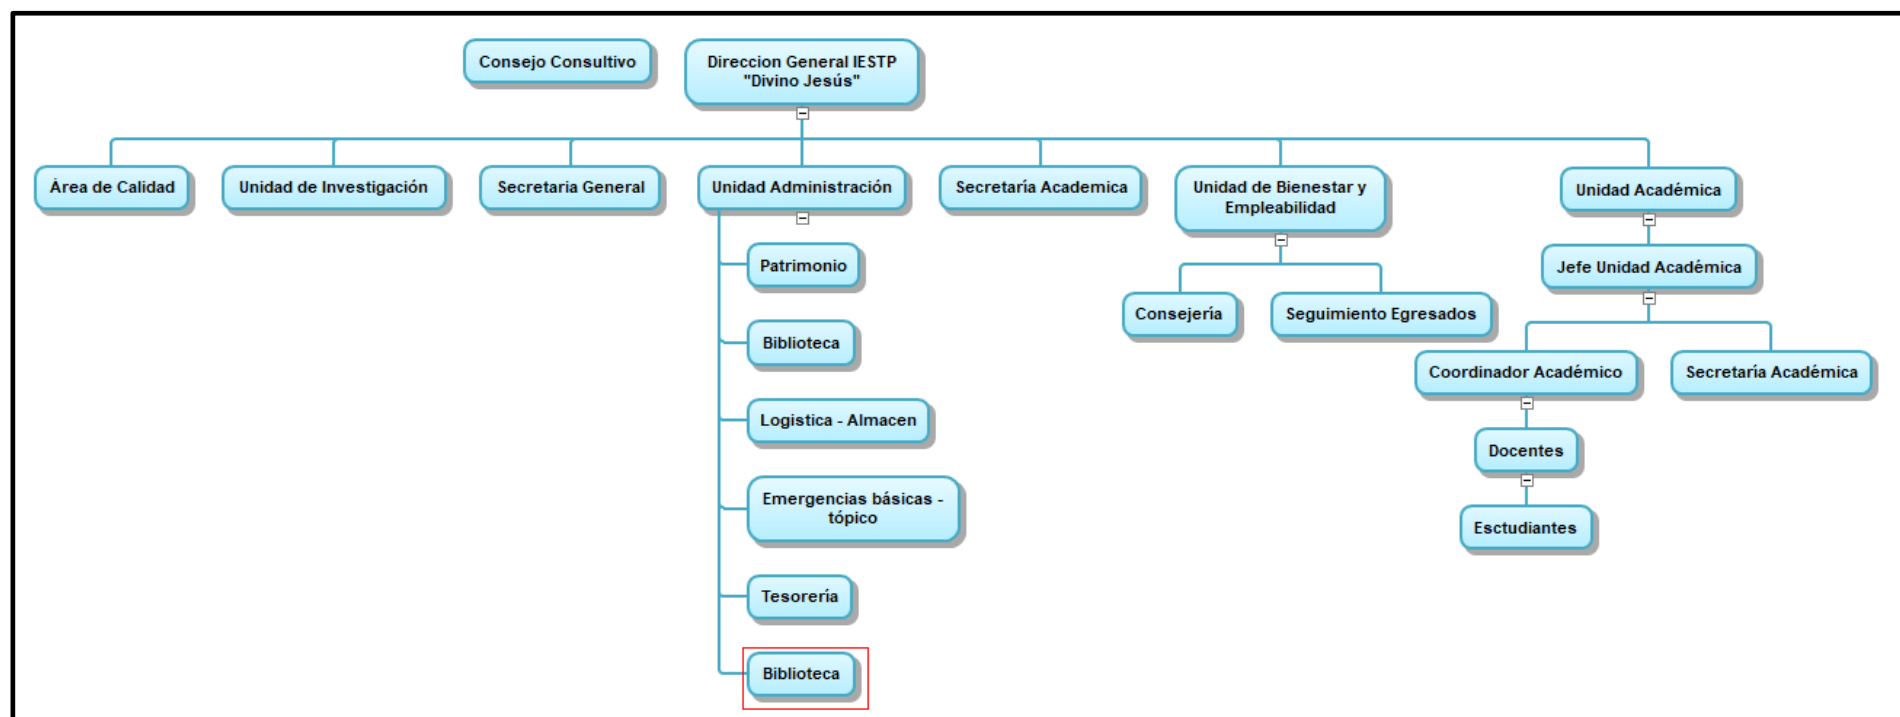 Consejo Consultivo
Direccion General IESTP
"Divino Jesús"
Área de Calidad
Unidad de Investigación
Secretaria General
Unidad Administración
Secretaría Academica
Unidad de Bienestar y
Empleabilidad
Unidad Académica
Patrimonio
Biblioteca
Logistica - Almacen
Emergencias básicas -
tópico
Tesorería
Biblioteca
Consejería
Seguimiento Egresados
Jefe Unidad Académica
Coordinador Académico
Secretaría Académica
Docentes
Esctudiantes